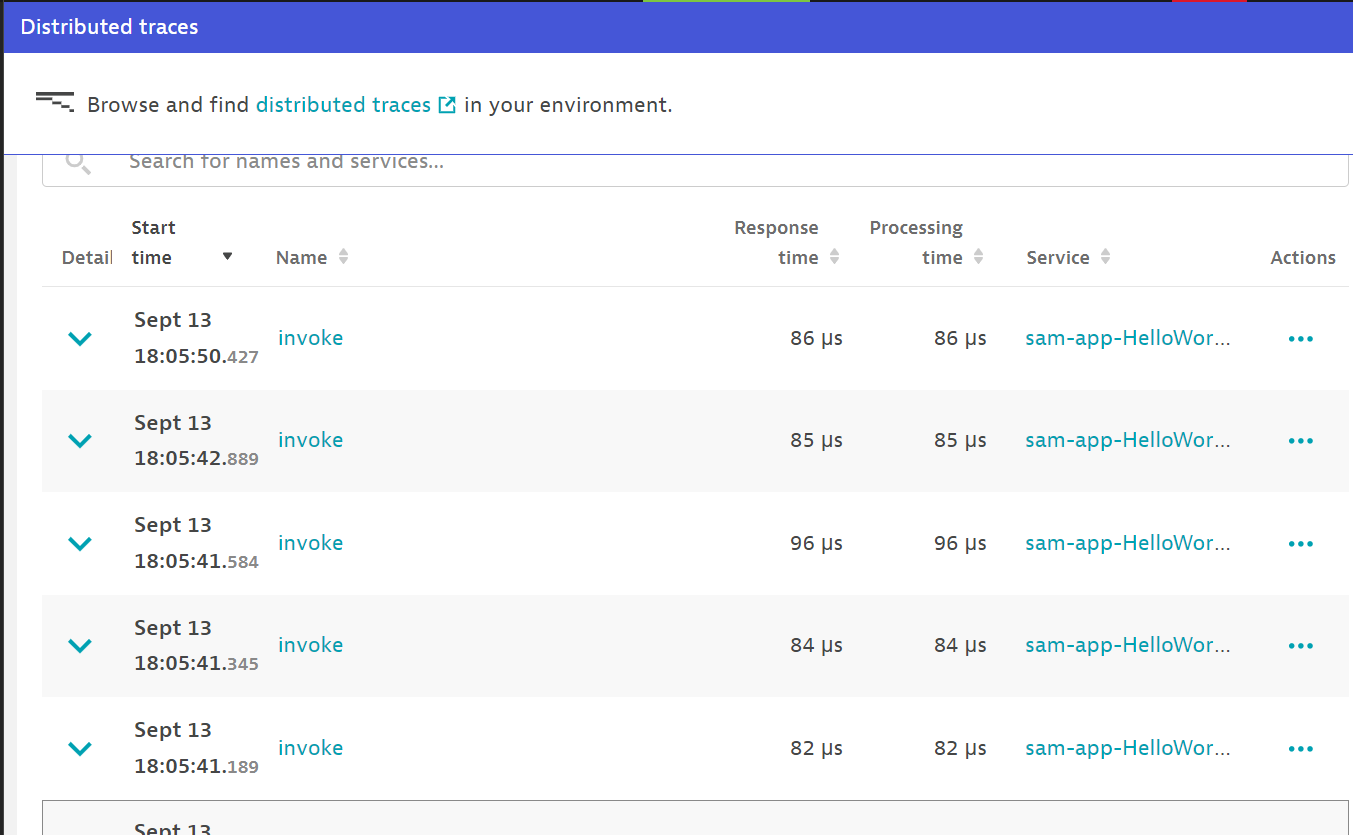 Distributed traces
Browse and find distributed traces in your environment.
Search for names and services...
Detail Start time Name Response time Processing time Service Actions
Sept 13 18:05:50.427 invoke 86 µs 86 µs sam-app-HelloWor...
Sept 13 18:05:42.889 invoke 85 µs 85 µs sam-app-HelloWor...
Sept 13 18:05:41.584 invoke 96 µs 96 µs sam-app-HelloWor...
Sept 13 18:05:41.345 invoke 84 µs 84 µs sam-app-HelloWor...
Sept 13 18:05:41.189 invoke 82 µs 82 µs sam-app-HelloWor...
Sept 13